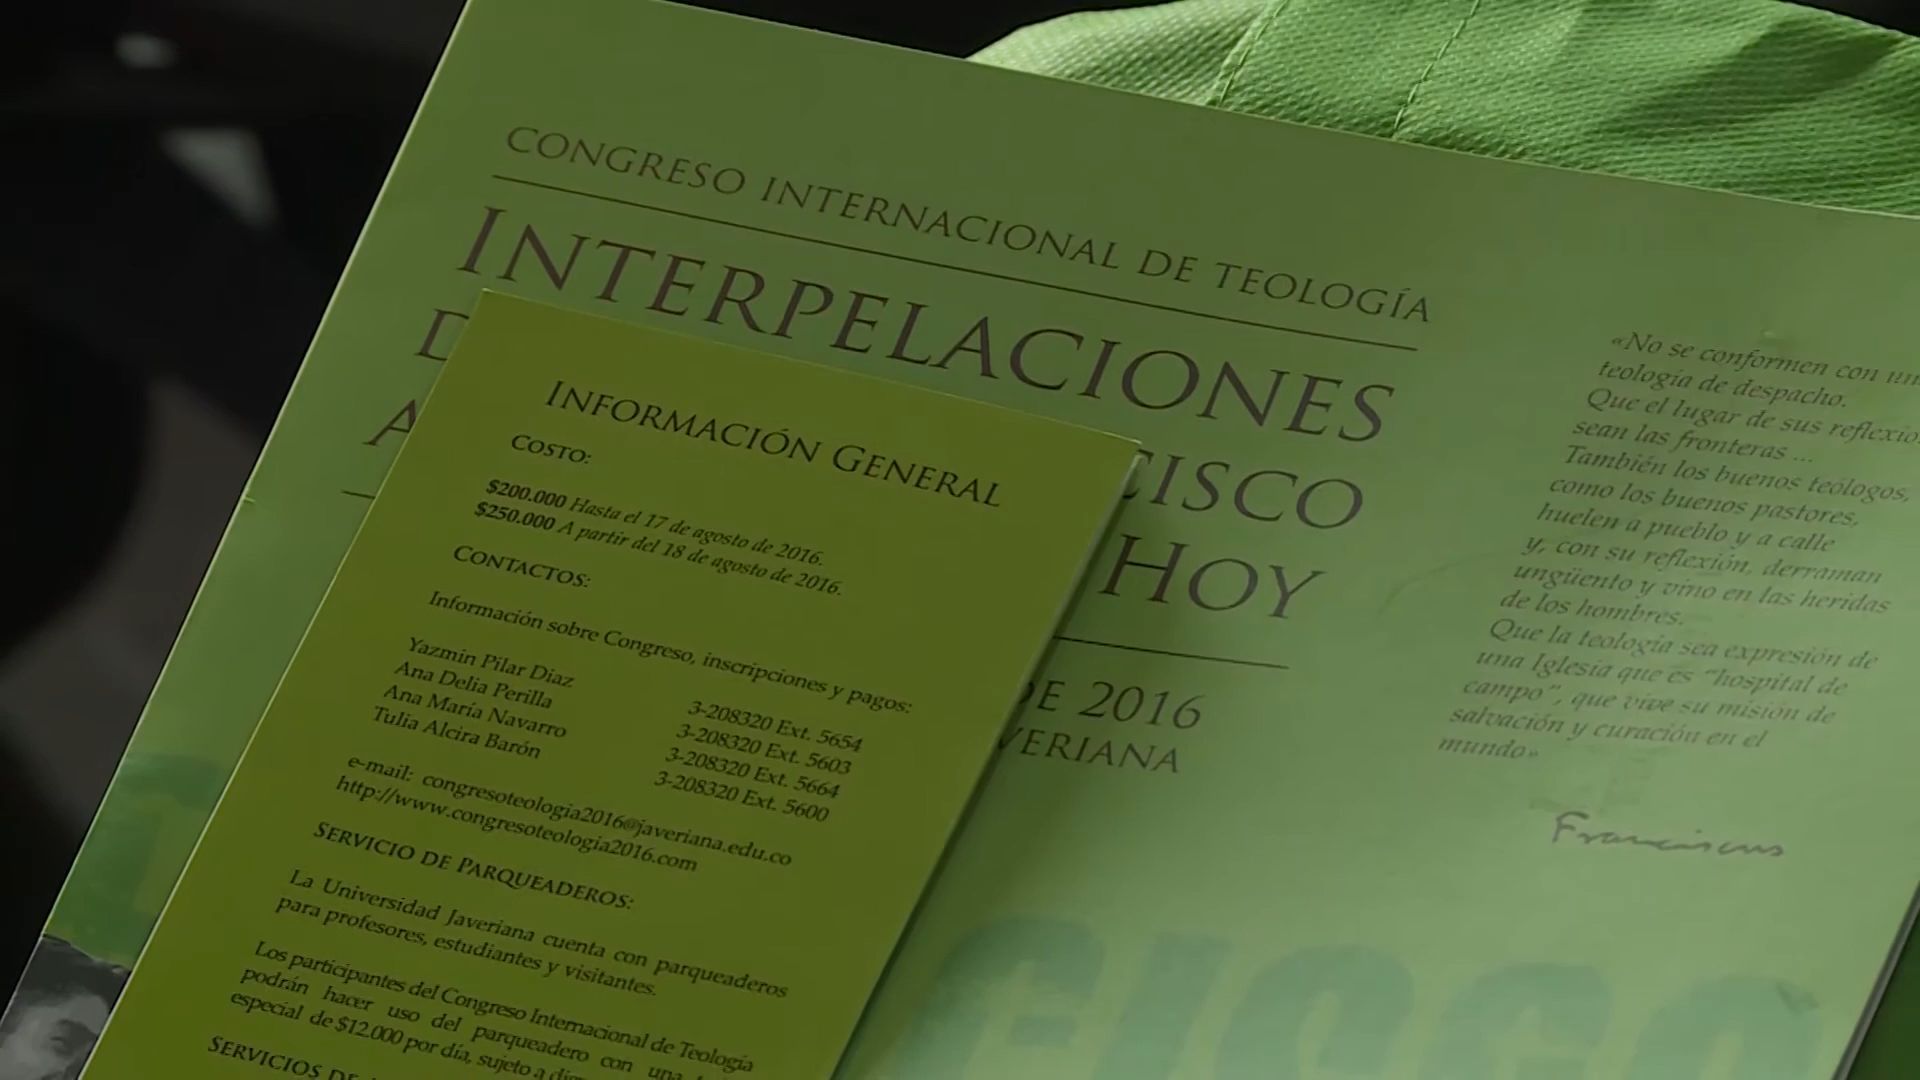 CONGRESO INTERNACIONAL DE TEOLOGÍA
INTERPELACIONES
HOY
DE 2016
«No se conformen con
teología de despacho.
Que el lugar de sus
sean las fronteras ...
También los buenos teólogos,
como los buenos pastores,
huelen a pueblo y a calle
y, con su reflexión, derraman
ungüento y vino en las heridas
de los hombres.
Que la teología sea expresión de
una Iglesia que es "hospital de
campo", que vive su misión de
salvación y curación en el
mundo»
Franciscus
INFORMACIÓN GENERAL
COSTO:
$200.000 Hasta el 17 de agosto de 2016.
$250.000 A partir del 18 de agosto de 2016.
CONTACTOS:
Información sobre Congreso, inscripciones y pagos:
Yazmin Pilar Diaz 3-208320 Ext. 5654
Ana Delia Perilla 3-208320 Ext. 5603
Ana María Navarro 3-208320 Ext. 5664
Tulia Alcira Barón 3-208320 Ext. 5600
e-mail: congresoteologia2016@javeriana.edu.co
http://www.congresoteologia2016.com
SERVICIO DE PARQUEADEROS:
La Universidad Javeriana cuenta con parqueaderos
para profesores, estudiantes y visitantes.
Los participantes del Congreso Internacional de Teología
podrán hacer uso del parqueadero con una
especial de $12.000 por día, sujeto a
SERVICIOS DE